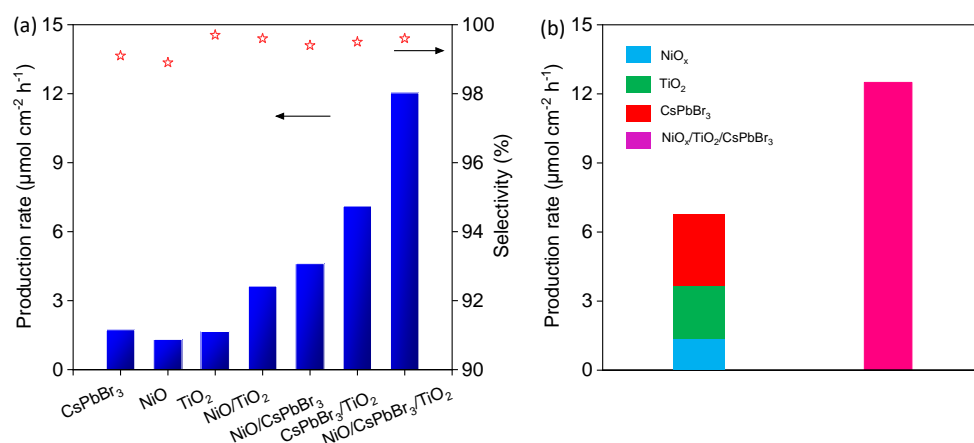 (a)
Production rate (μmol cm⁻² h⁻¹)
15
12
9
6
3
0
100
98
96
94
92
90
Selectivity (%)
CsPbBr₃
NiO
TiO₂
NiO/TiO₂
NiO/CsPbBr₃
CsPbBr₃/TiO₂
NiO/CsPbBr₃/TiO₂
(b)
Production rate (μmol cm⁻² h⁻¹)
15
12
9
6
3
0
NiOₓ
TiO₂
CsPbBr₃
NiOₓ/TiO₂/CsPbBr₃